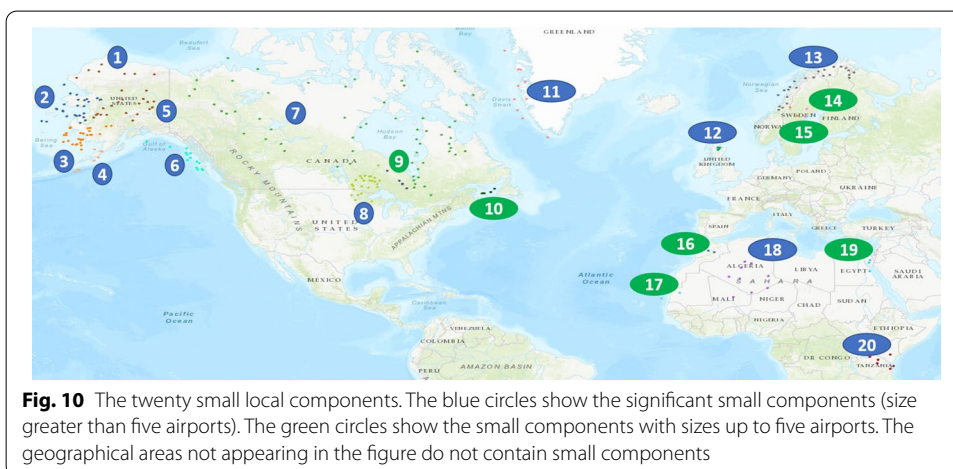 GREENLAND
Beaufort
Sea
Baffin
Bay
1
13
Norwegian
Sea
2
UNITED
STATES
5
7
Davis
Strait
11
14
SWEDEN
FINLAND
NORWAY
15
Bering
Sea
Gulf of
Alaska
Hudson
Bay
12
UNITED
KINGDOM
3
4
6
CANADA
9
POLAND
GERMANY
UKRAINE
ROCKY MOUNTAINS
8
10
FRANCE
UNITED
STATES
APPALACHIAN MTNS
ITALY
SPAIN
GREECE
TURKEY
16
18
19
ALGERIA
LIBYA
EGYPT
SAUDI
ARABIA
Atlantic
Ocean
17
SAHARA
MEXICO
MALI
NIGER
CHAD
SUDAN
Caribbean
Sea
Pacific
Ocean
NIGERIA
ETHIOPIA
VENEZUELA
COLOMBIA
20
DR CONGO
PERU
AMAZON BASIN
TANZANIA
Fig. 10 The twenty small local components. The blue circles show the significant small components (size
greater than five airports). The green circles show the small components with sizes up to five airports. The
geographical areas not appearing in the figure do not contain small components